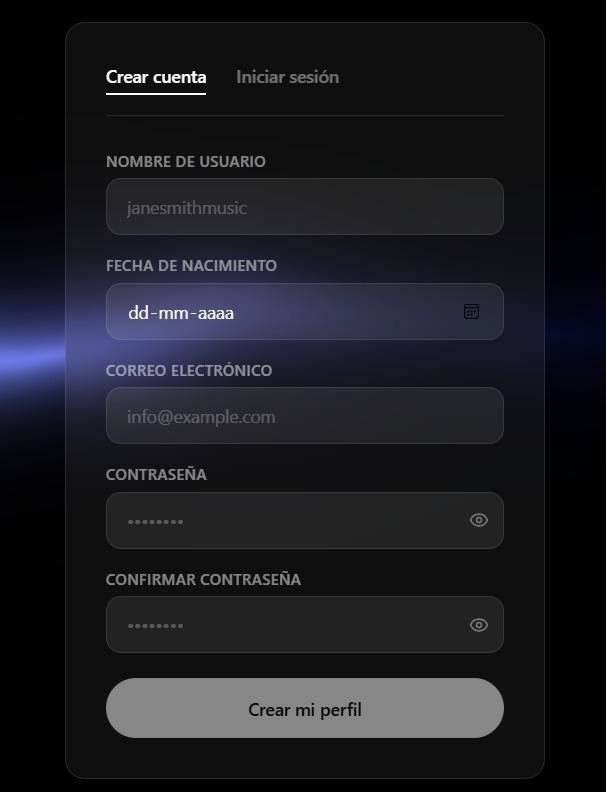 Crear cuenta Iniciar sesión
NOMBRE DE USUARIO
janesmithmusic
FECHA DE NACIMIENTO
dd-mm-aaaa
CORREO ELECTRÓNICO
info@example.com
CONTRASEÑA
••••••••
CONFIRMAR CONTRASEÑA
••••••••
Crear mi perfil